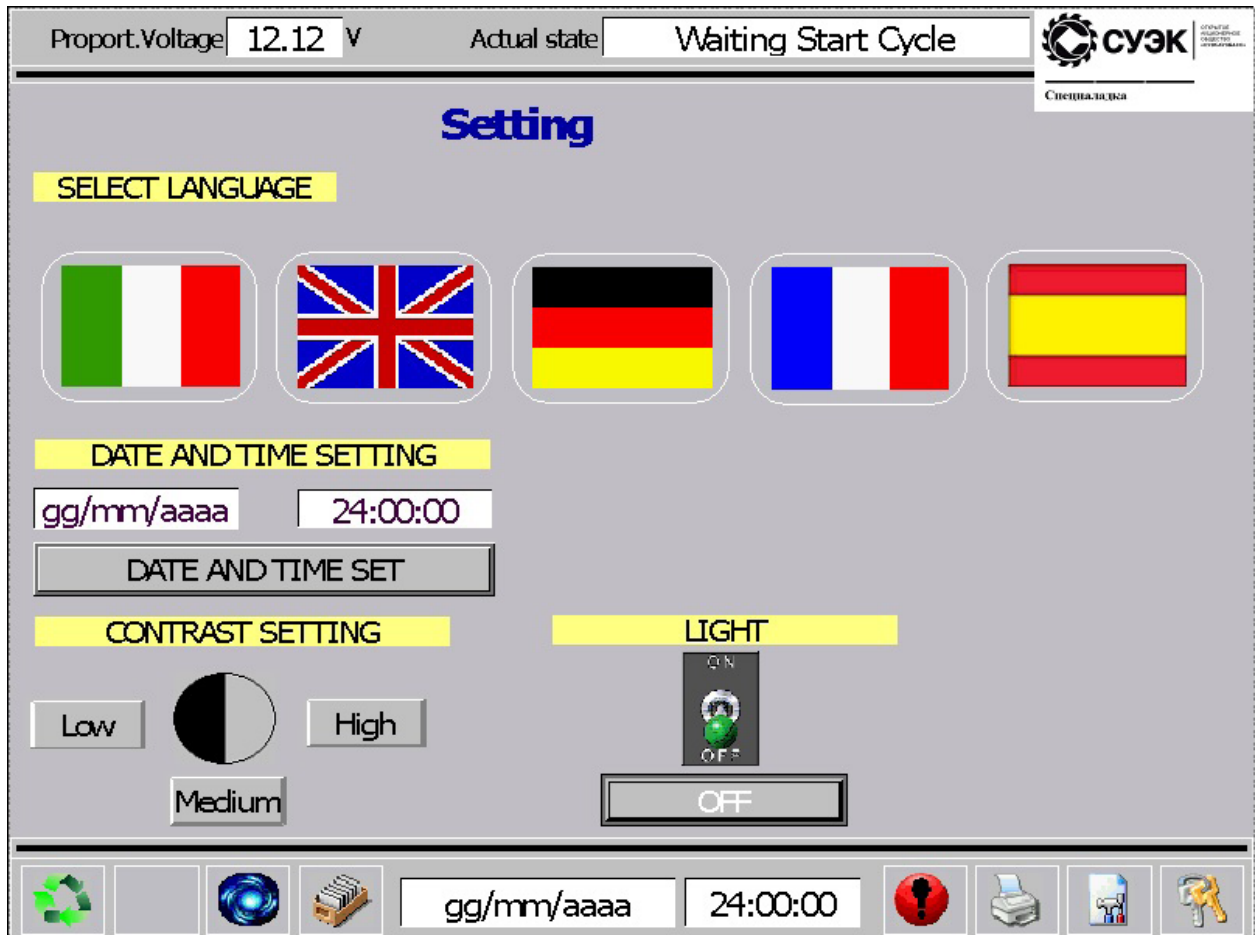 Proport.Voltage 12.12 V Actual state Waiting Start Cycle
СУЭК
Спецналадка
Setting
SELECT LANGUAGE
DATE AND TIME SETTING
gg/mm/aaaa 24:00:00
DATE AND TIME SET
CONTRAST SETTING LIGHT
ON
Low High
OFF
Medium OFF
gg/mm/aaaa 24:00:00